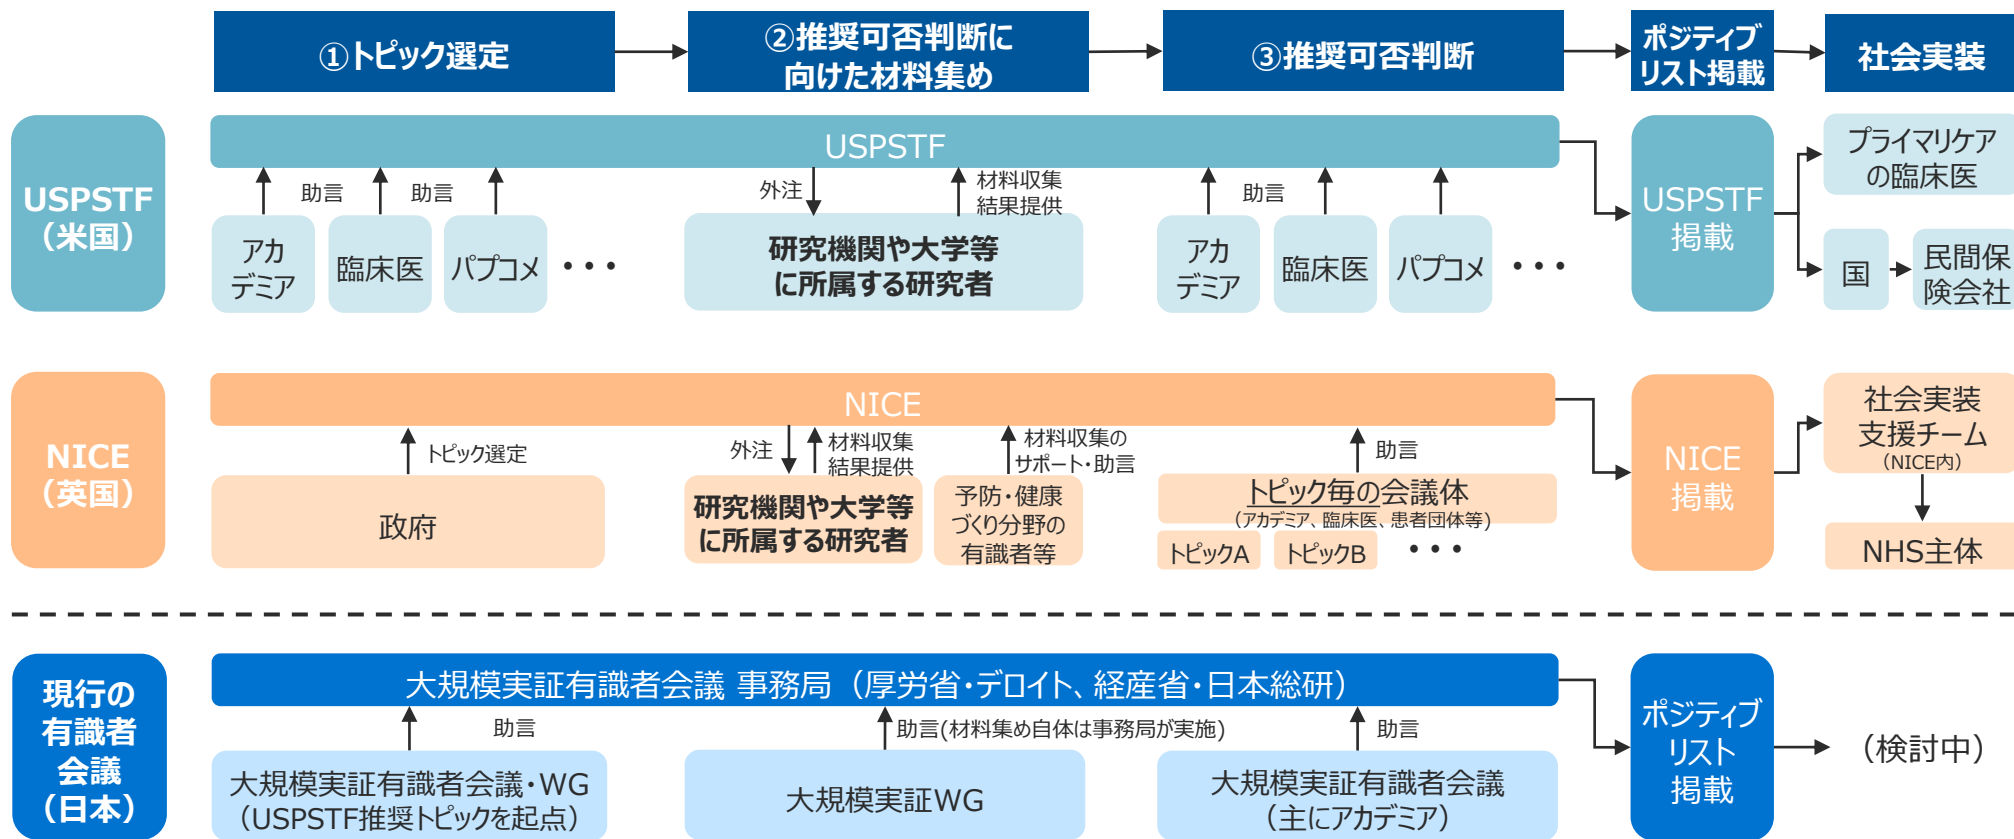 ①トピック選定
②推奨可否判断に
向けた材料集め
③推奨可否判断
ポジティブ
リスト掲載
社会実装
USPSTF
（米国）
USPSTF
助言
助言
外注
材料収集
結果提供
助言
アカ
デミア
臨床医
パブコメ
・・・
研究機関や大学等
に所属する研究者
アカ
デミア
臨床医
パブコメ
・・・
USPSTF
掲載
プライマリケア
の臨床医
国
民間保
険会社
NICE
（英国）
NICE
トピック選定
外注
材料収集
結果提供
材料収集の
サポート・助言
助言
政府
研究機関や大学等
に所属する研究者
予防・健康
づくり分野の
有識者等
トピック毎の会議体
（アカデミア、臨床医、患者団体等）
トピックA
トピックB
・・・
NICE
掲載
社会実装
支援チーム
（NICE内）
NHS主体
現行の
有識者
会議
（日本）
大規模実証有識者会議 事務局（厚労省・デロイト、経産省・日本総研）
助言
助言(材料集め自体は事務局が実施)
助言
大規模実証有識者会議・WG
（USPSTF推奨トピックを起点）
大規模実証WG
大規模実証有識者会議
（主にアカデミア）
ポジティブ
リスト
掲載
（検討中）